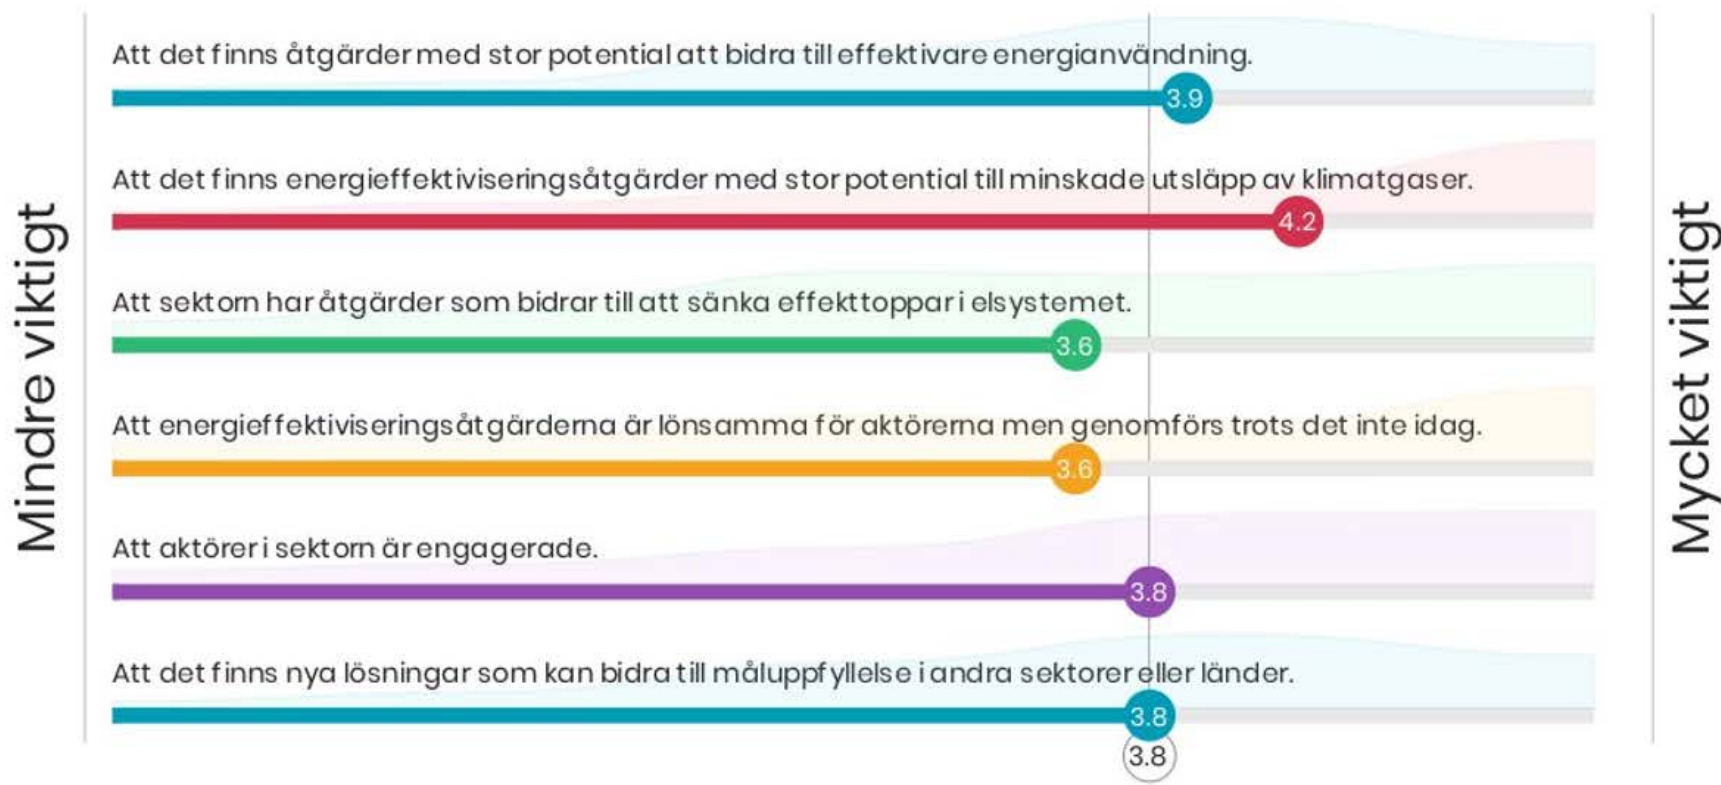 Mindre viktigt
Att det finns åtgärder med stor potential att bidra till effektivare energianvändning.
3.9
Att det finns energieffektiviseringsåtgärder med stor potential till minskade utsläpp av klimatgaser.
4.2
Att sektorn har åtgärder som bidrar till att sänka effekttoppar i elsystemet.
3.6
Att energieffektiviseringsåtgärderna är lönsamma för aktörerna men genomförs trots det inte idag.
3.6
Att aktörer i sektorn är engagerade.
3.8
Att det finns nya lösningar som kan bidra till måluppfyllelse i andra sektorer eller länder.
3.8
3.8
Mycket viktigt